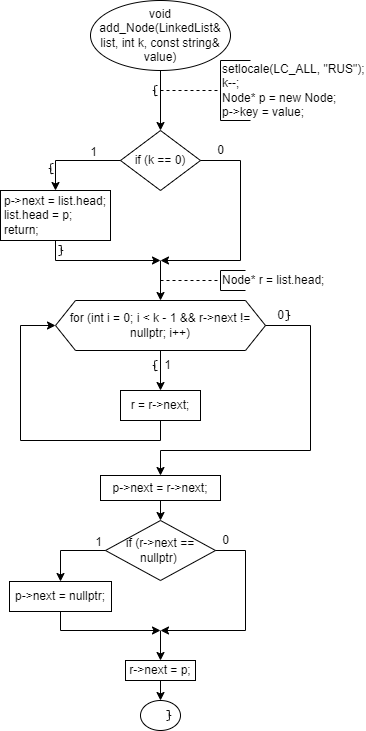 void
add_Node(LinkedList&
list, int k, const string&
value)
{
setlocale(LC_ALL, "RUS");
k--;
Node* p = new Node;
p->key = value;
1
if (k == 0)
0
{
p->next = list.head;
list.head = p;
return;
}
Node* r = list.head;
for (int i = 0; i < k - 1 && r->next !=
nullptr; i++)
0}
{ 1
r = r->next;
p->next = r->next;
1
if (r->next ==
nullptr)
0
p->next = nullptr;
r->next = p;
}